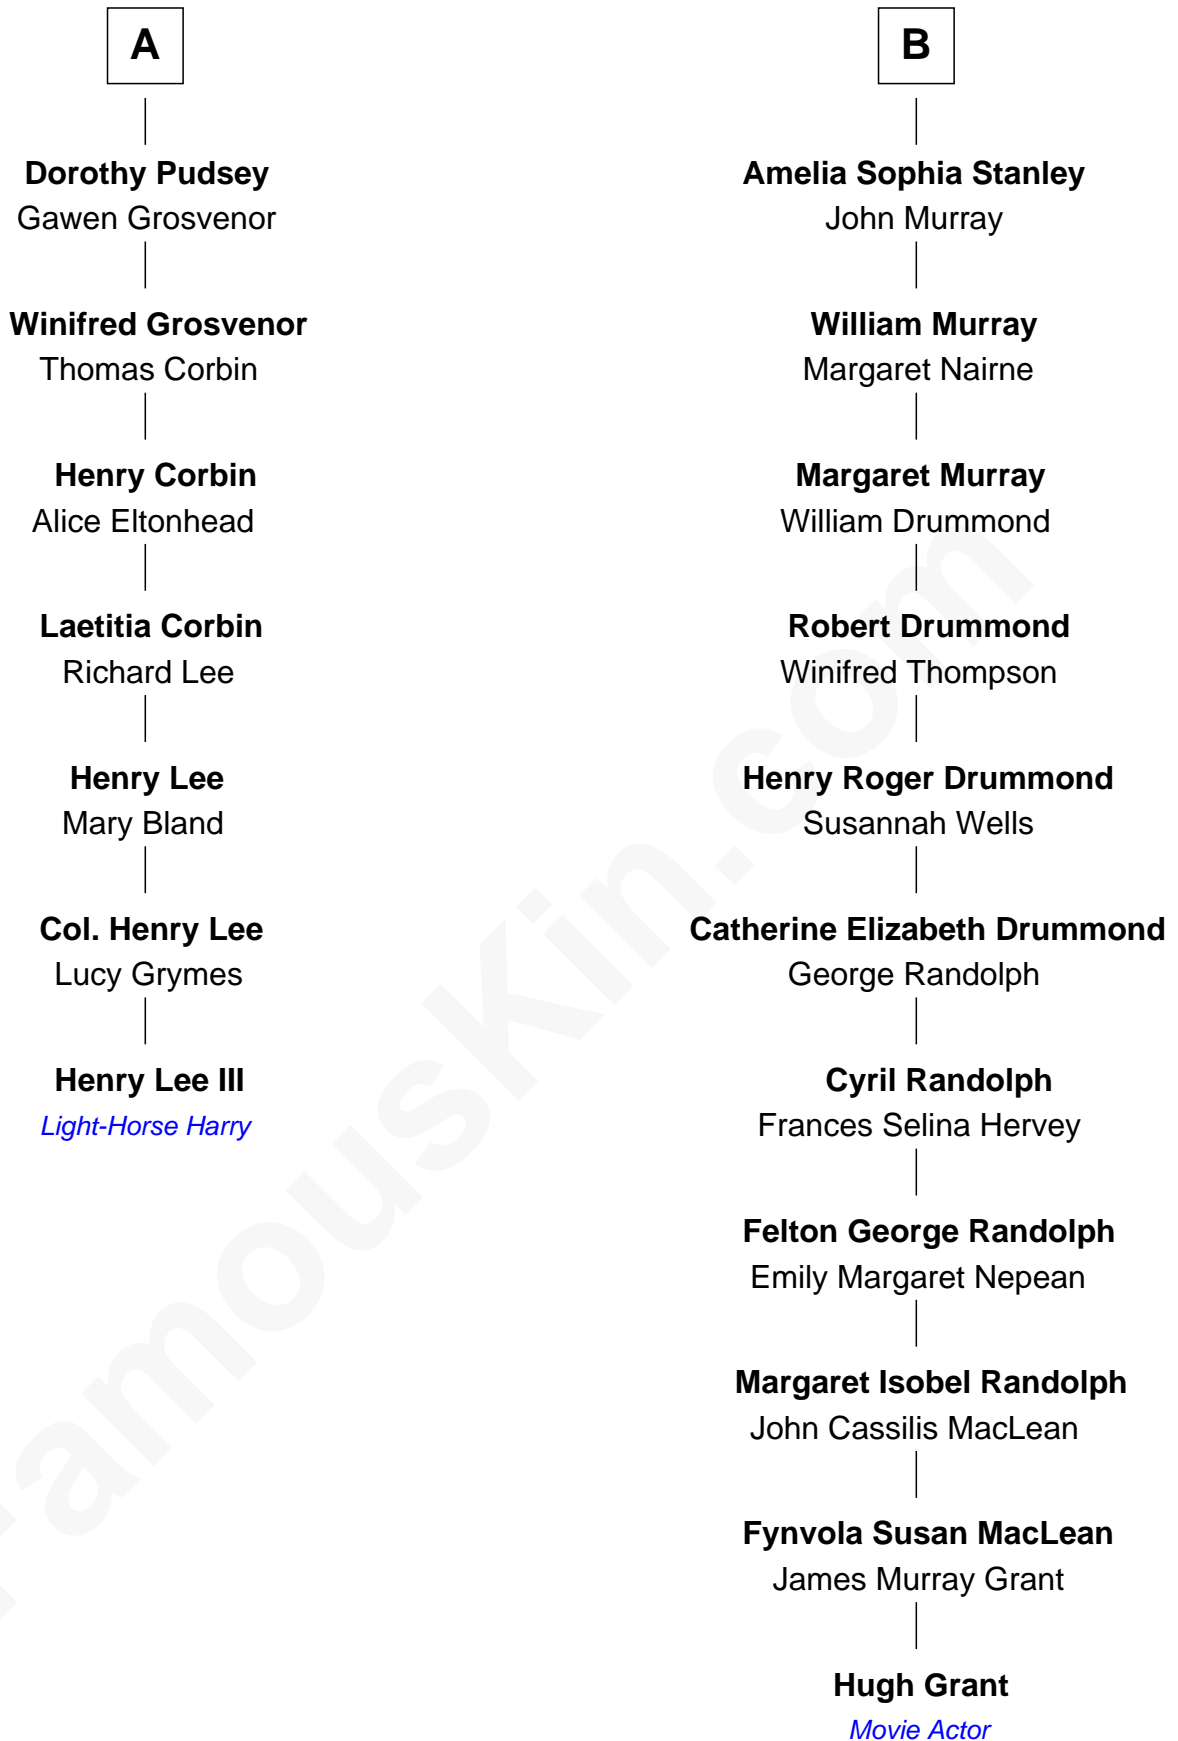 A
Dorothy Pudsey
Gawen Grosvenor
Winifred Grosvenor
Thomas Corbin
Henry Corbin
Alice Eltonhead
Laetitia Corbin
Richard Lee
Henry Lee
Mary Bland
Col. Henry Lee
Lucy Grymes
Henry Lee III
Light-Horse Harry
B
Amelia Sophia Stanley
John Murray
William Murray
Margaret Nairne
Margaret Murray
William Drummond
Robert Drummond
Winifred Thompson
Henry Roger Drummond
Susannah Wells
Catherine Elizabeth Drummond
George Randolph
Cyril Randolph
Frances Selina Hervey
Felton George Randolph
Emily Margaret Nepean
Margaret Isobel Randolph
John Cassilis MacLean
Fynvola Susan MacLean
James Murray Grant
Hugh Grant
Movie Actor
FamousKin.com